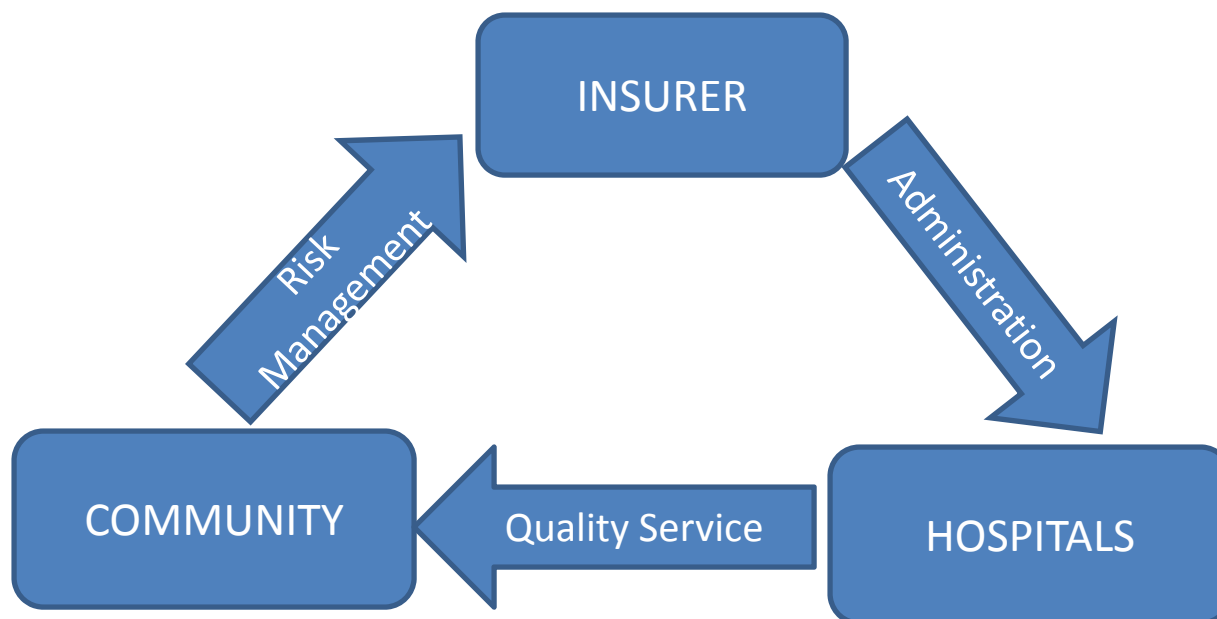 INSURER
Risk
Management
Administration
COMMUNITY
Quality Service
HOSPITALS